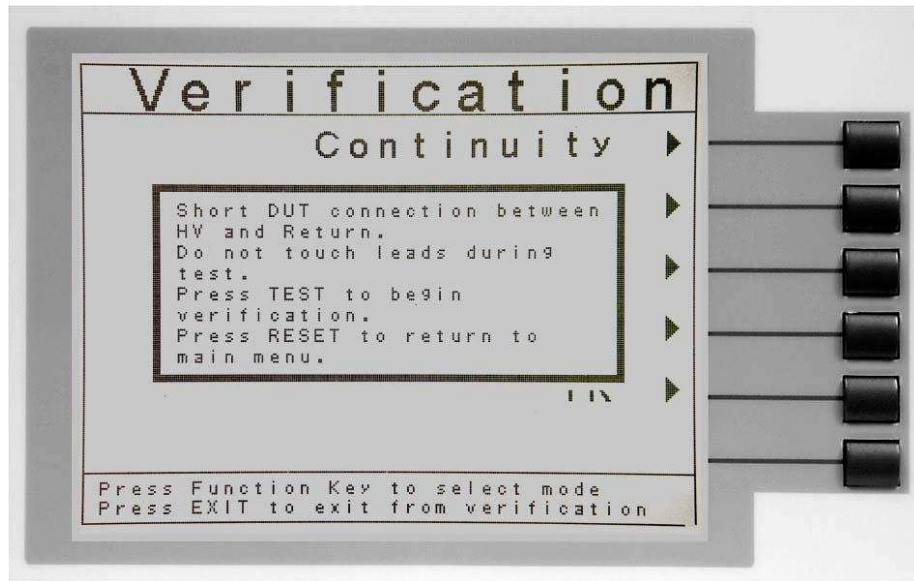 Verification
Continuity
Short DUT connection between
HV and Return.
Do not touch leads during
test.
Press TEST to begin
verification.
Press RESET to return to
main menu.
Press Function Key to select mode
Press EXIT to exit from verification